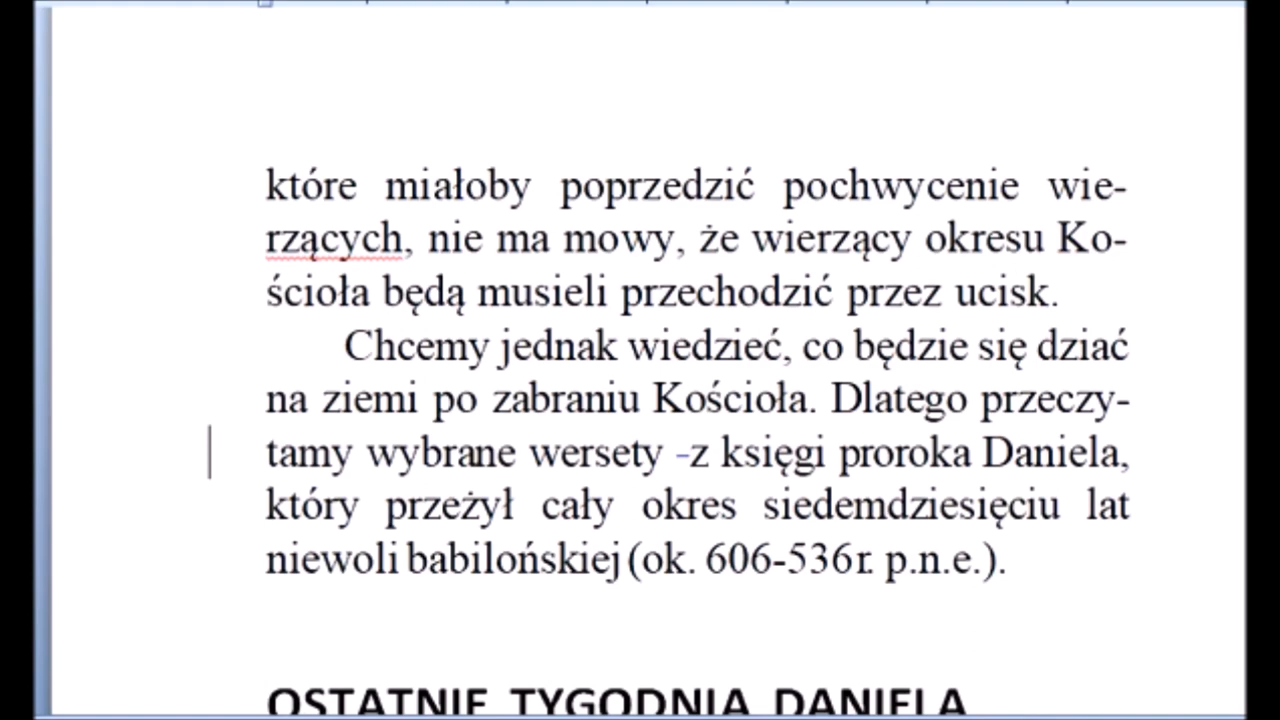 które miałoby poprzedzić pochwycenie wie-
rzących, nie ma mowy, że wierzący okresu Ko-
ścioła będą musieli przechodzić przez ucisk.
Chcemy jednak wiedzieć, co będzie się dziać
na ziemi po zabraniu Kościoła. Dlatego przeczy-
tamy wybrane wersety -z księgi proroka Daniela,
który przeżył cały okres siedemdziesięciu lat
niewoli babilońskiej (ok. 606-536r. p.n.e.).
OSTATNIE TYGODNIA DANIELA